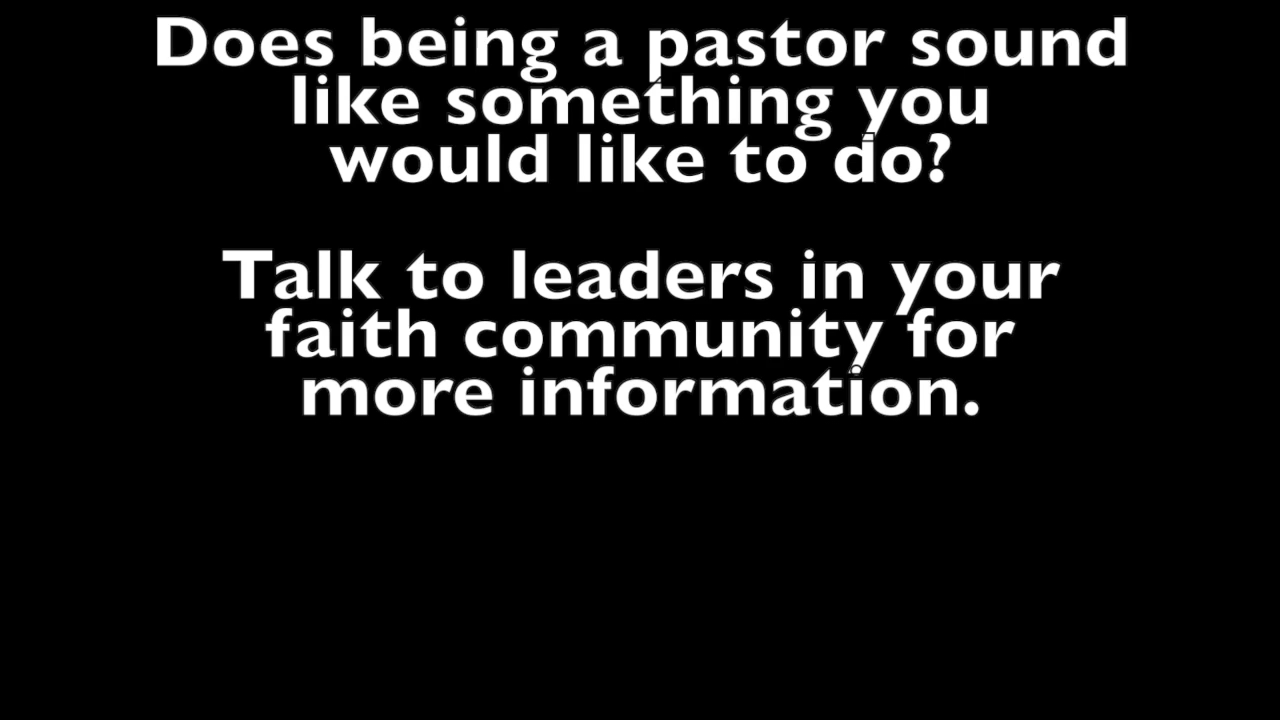 Does being a pastor sound
like something you
would like to do?
Talk to leaders in your
faith community for
more information.